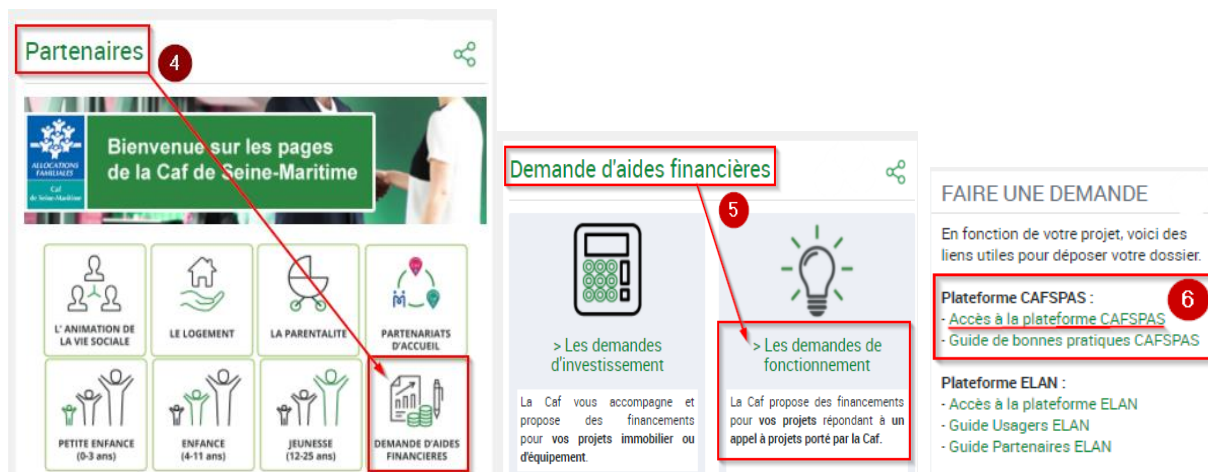 Partenaires
4
ALLOCATIONS
FAMILIALES
Caf
de Seine-Maritime
Bienvenue sur les pages
de la Caf de Seine-Maritime
L' ANIMATION DE
LA VIE SOCIALE
LE LOGEMENT
LA PARENTALITE
PARTENARIATS
D'ACCUEIL
PETITE ENFANCE
(0-3 ans)
ENFANCE
(4-11 ans)
JEUNESSE
(12-25 ans)
DEMANDE D'AIDES
FINANCIERES
Demande d'aides financières
5
> Les demandes
d'investissement
La Caf vous accompagne et
propose des financements
pour vos projets immobilier ou
d'équipement.
> Les demandes de
fonctionnement
La Caf propose des financements
pour vos projets répondant à un
appel à projets porté par la Caf.
FAIRE UNE DEMANDE
En fonction de votre projet, voici des
liens utiles pour déposer votre dossier.
Plateforme CAFSPAS :
6
- Accès à la plateforme CAFSPAS
- Guide de bonnes pratiques CAFSPAS
Plateforme ELAN :
- Accès à la plateforme ELAN
- Guide Usagers ELAN
- Guide Partenaires ELAN